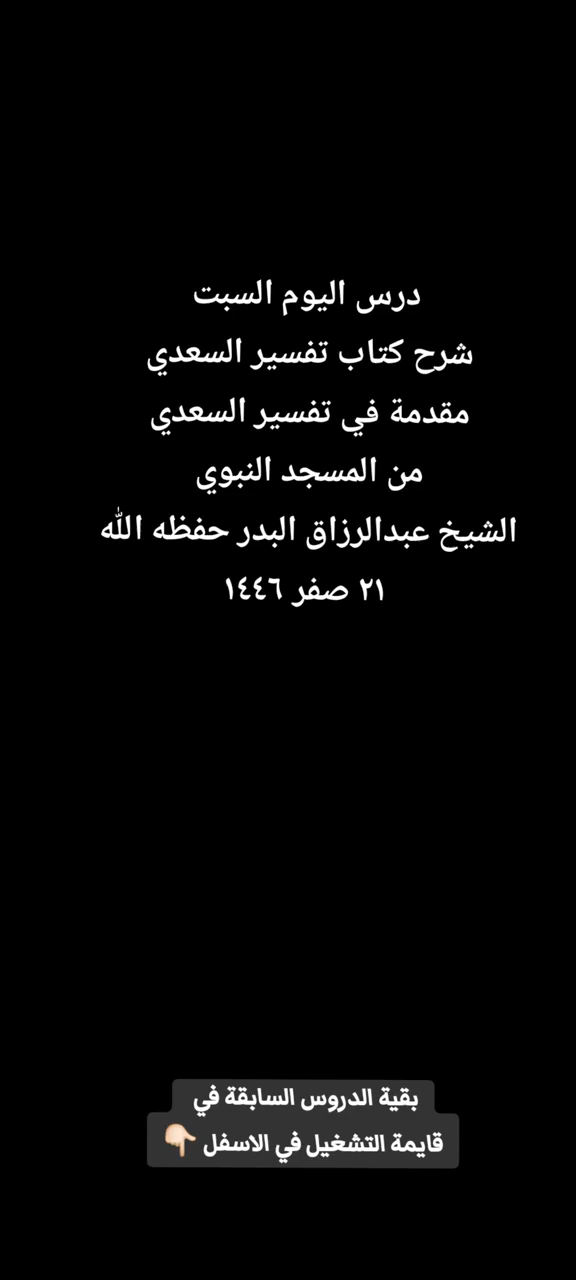 درس اليوم السبت
شرح كتاب تفسير السعدي
مقدمة في تفسير السعدي
من المسجد النبوي
الشيخ عبدالرزاق البدر حفظه الله
٢١ صفر ١٤٤٦
بقية الدروس السابقة في
قايمة التشغيل في الاسفل 👇🏻